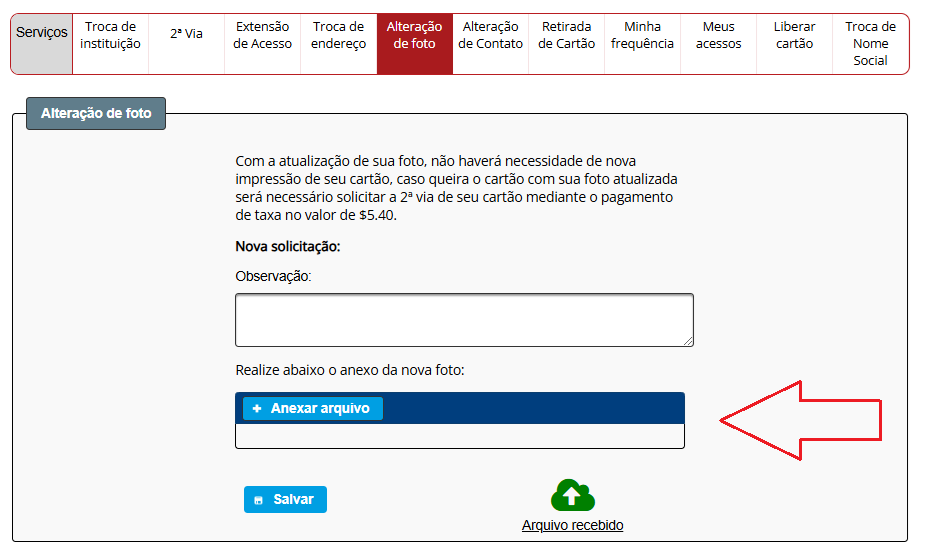 Serviços
Troca de
instituição
2ª Via
Extensão
de Acesso
Troca de
endereço
Alteração
de foto
Alteração
de Contato
Retirada
de Cartão
Minha
frequência
Meus
acessos
Liberar
cartão
Troca de
Nome
Social
Alteração de foto
Com a atualização de sua foto, não haverá necessidade de nova
impressão de seu cartão, caso queira o cartão com sua foto atualizada
será necessário solicitar a 2ª via de seu cartão mediante o pagamento
de taxa no valor de $5.40.
Nova solicitação:
Observação:
Realize abaixo o anexo da nova foto:
+ Anexar arquivo
Salvar
Arquivo recebido